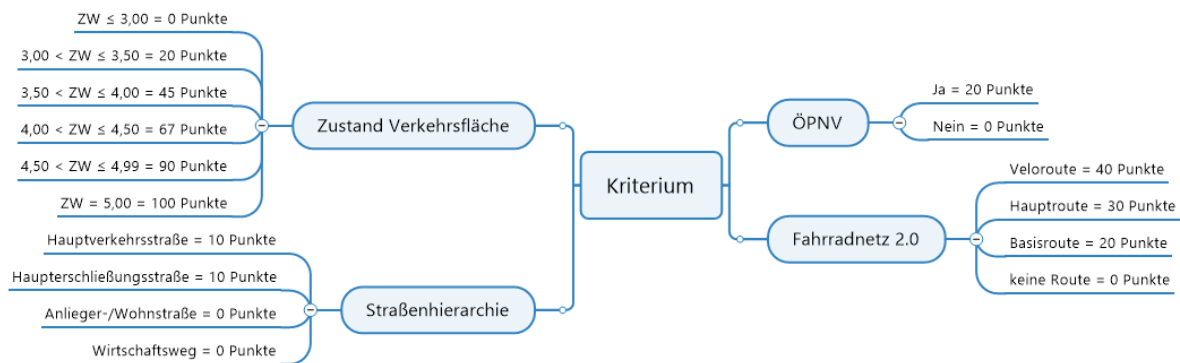 ZW ≤ 3,00 = 0 Punkte
3,00 < ZW ≤ 3,50 = 20 Punkte
3,50 < ZW ≤ 4,00 = 45 Punkte
4,00 < ZW ≤ 4,50 = 67 Punkte
4,50 < ZW ≤ 4,99 = 90 Punkte
ZW = 5,00 = 100 Punkte
Zustand Verkehrsfläche
Hauptverkehrsstraße = 10 Punkte
Haupterschließungsstraße = 10 Punkte
Anlieger-/Wohnstraße = 0 Punkte
Wirtschaftsweg = 0 Punkte
Straßenhierarchie
Kriterium
ÖPNV
Ja = 20 Punkte
Nein = 0 Punkte
Fahrradnetz 2.0
Veloroute = 40 Punkte
Hauptroute = 30 Punkte
Basisroute = 20 Punkte
keine Route = 0 Punkte